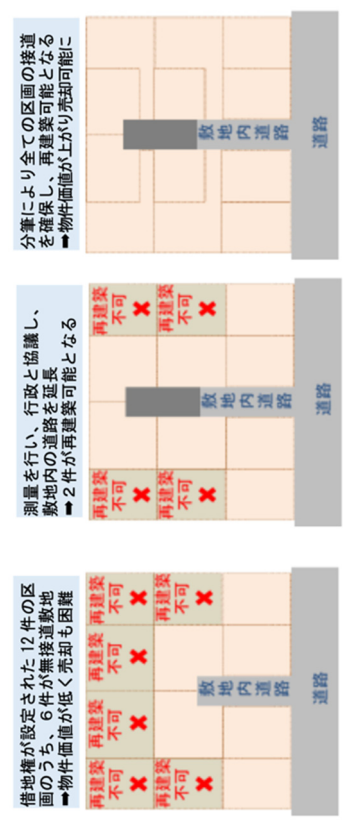 借地権が設定された12件の区
画のうち、6件が無接道敷地
➡物件価値が低く売却も困難
再建築
不可
再建築
不可
再建築
不可
再建築
不可
再建築
不可
再建築
不可
敷地内道路
道路
測量を行い、行政と協議し、
敷地内の道路を延長
➡2件が再建築可能となる
再建築
不可
再建築
不可
再建築
不可
再建築
不可
敷地内道路
道路
分筆により全ての区画の接道
を確保し、再建築可能となる
➡物件価値が上がり売却可能に
敷地内道路
道路